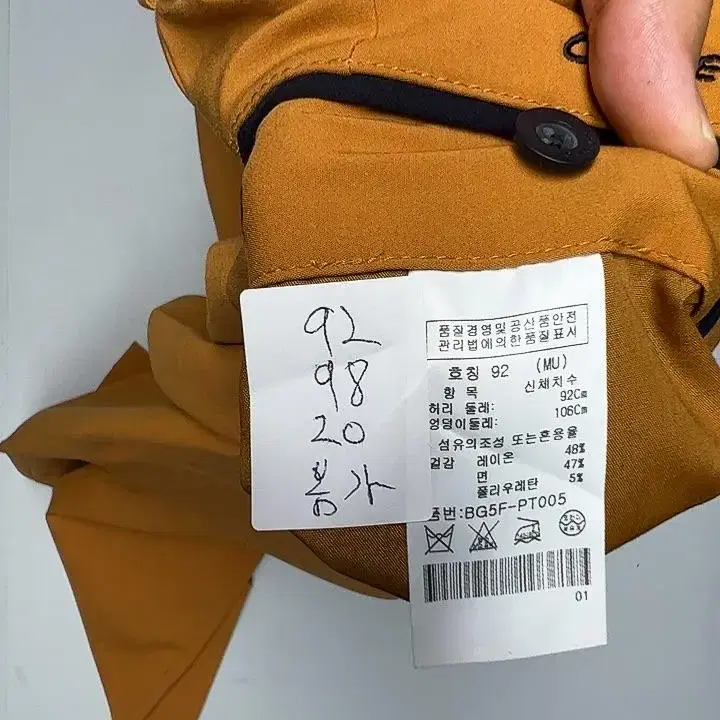 92
98
20
봄가
품질경영및공산품안전
관리법에의한품질표시
호칭 92 (MU)
항 목 신체치수
허리 둘레: 92Cm
엉덩이둘레: 106Cm
섬유의조성 또는혼용율
겉감 레이온 48%
면 47%
폴리우레탄 5%
품번:BG5F-PT005
01